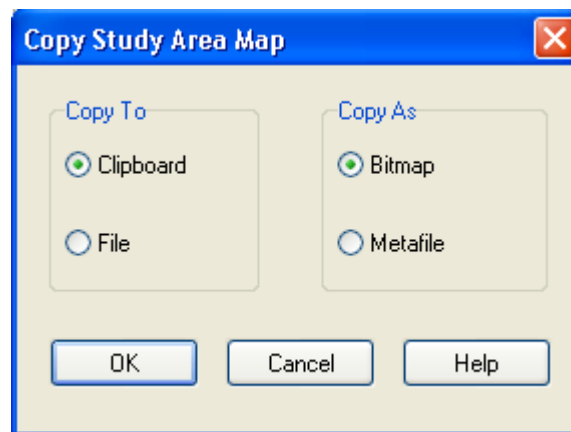 Copy Study Area Map
Copy To
Copy As
Clipboard
Bitmap
File
Metafile
OK
Cancel
Help